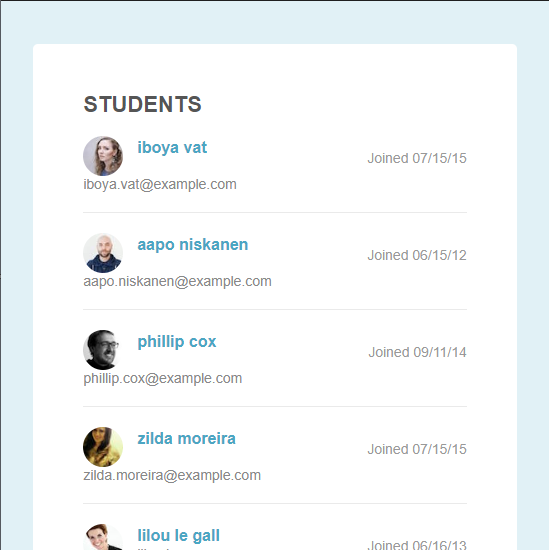 STUDENTS
iboya vat
Joined 07/15/15
iboya.vat@example.com
aapo niskanen
Joined 06/15/12
aapo.niskanen@example.com
phillip cox
Joined 09/11/14
phillip.cox@example.com
zilda moreira
Joined 07/15/15
zilda.moreira@example.com
lilou le gall
Joined 06/16/13